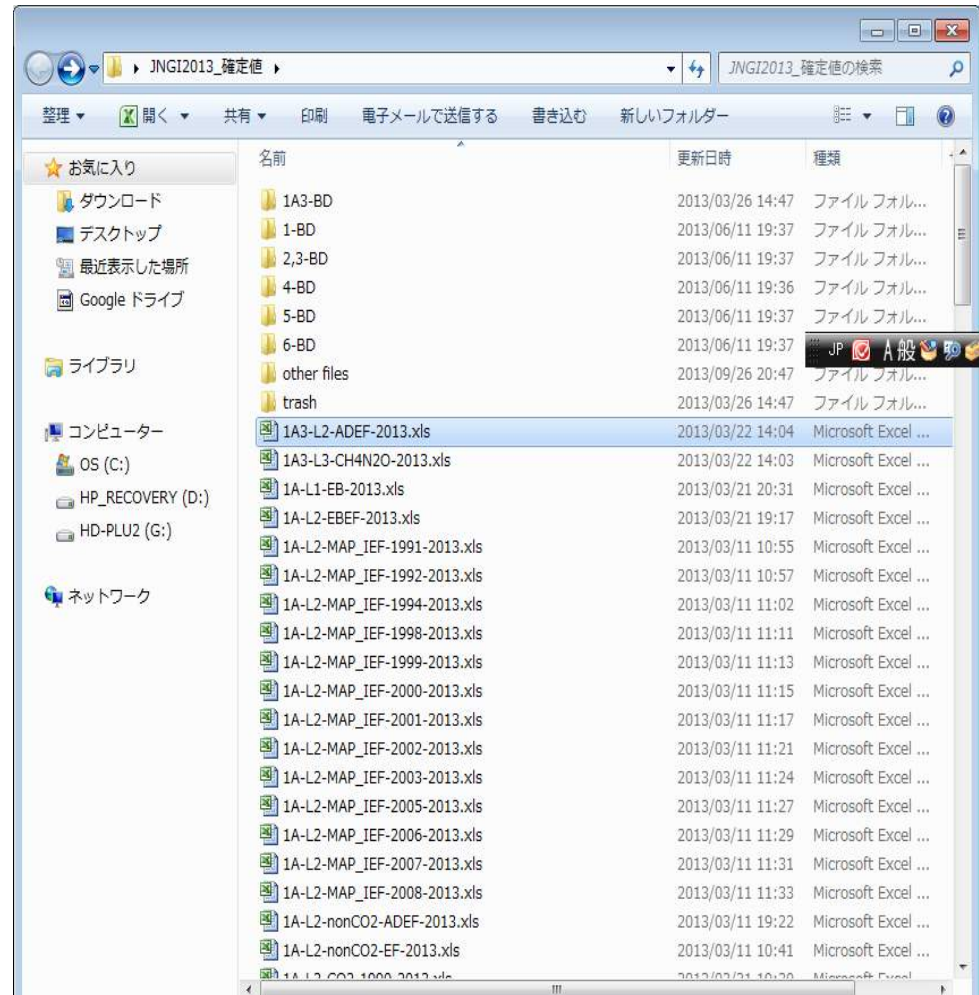 JNGI2013_確定値
JNGI2013_確定値の検索
整理 開く 共有 印刷 電子メールで送信する 書き込む 新しいフォルダー
お気に入り
ダウンロード
デスクトップ
最近表示した場所
Google ドライブ
ライブラリ
コンピューター
OS (C:)
HP_RECOVERY (D:)
HD-PLU2 (G:)
ネットワーク
名前 更新日時 種類
1A3-BD 2013/03/26 14:47 ファイル フォル...
1-BD 2013/06/11 19:37 ファイル フォル...
2,3-BD 2013/06/11 19:37 ファイル フォル...
4-BD 2013/06/11 19:36 ファイル フォル...
5-BD 2013/06/11 19:37 ファイル フォル...
6-BD 2013/06/11 19:37
JP A 般
other files 2013/09/26 20:47 ファイル フォル...
trash 2013/03/26 14:47 ファイル フォル...
1A3-L2-ADEF-2013.xls 2013/03/22 14:04 Microsoft Excel ...
1A3-L3-CH4N2O-2013.xls 2013/03/22 14:03 Microsoft Excel ...
1A-L1-EB-2013.xls 2013/03/21 20:31 Microsoft Excel ...
1A-L2-EBEF-2013.xls 2013/03/21 19:17 Microsoft Excel ...
1A-L2-MAP_IEF-1991-2013.xls 2013/03/11 10:55 Microsoft Excel ...
1A-L2-MAP_IEF-1992-2013.xls 2013/03/11 10:57 Microsoft Excel ...
1A-L2-MAP_IEF-1994-2013.xls 2013/03/11 11:02 Microsoft Excel ...
1A-L2-MAP_IEF-1998-2013.xls 2013/03/11 11:11 Microsoft Excel ...
1A-L2-MAP_IEF-1999-2013.xls 2013/03/11 11:13 Microsoft Excel ...
1A-L2-MAP_IEF-2000-2013.xls 2013/03/11 11:15 Microsoft Excel ...
1A-L2-MAP_IEF-2001-2013.xls 2013/03/11 11:17 Microsoft Excel ...
1A-L2-MAP_IEF-2002-2013.xls 2013/03/11 11:21 Microsoft Excel ...
1A-L2-MAP_IEF-2003-2013.xls 2013/03/11 11:24 Microsoft Excel ...
1A-L2-MAP_IEF-2005-2013.xls 2013/03/11 11:27 Microsoft Excel ...
1A-L2-MAP_IEF-2006-2013.xls 2013/03/11 11:29 Microsoft Excel ...
1A-L2-MAP_IEF-2007-2013.xls 2013/03/11 11:31 Microsoft Excel ...
1A-L2-MAP_IEF-2008-2013.xls 2013/03/11 11:33 Microsoft Excel ...
1A-L2-nonCO2-ADEF-2013.xls 2013/03/11 19:22 Microsoft Excel ...
1A-L2-nonCO2-EF-2013.xls 2013/03/11 10:41 Microsoft Excel ...